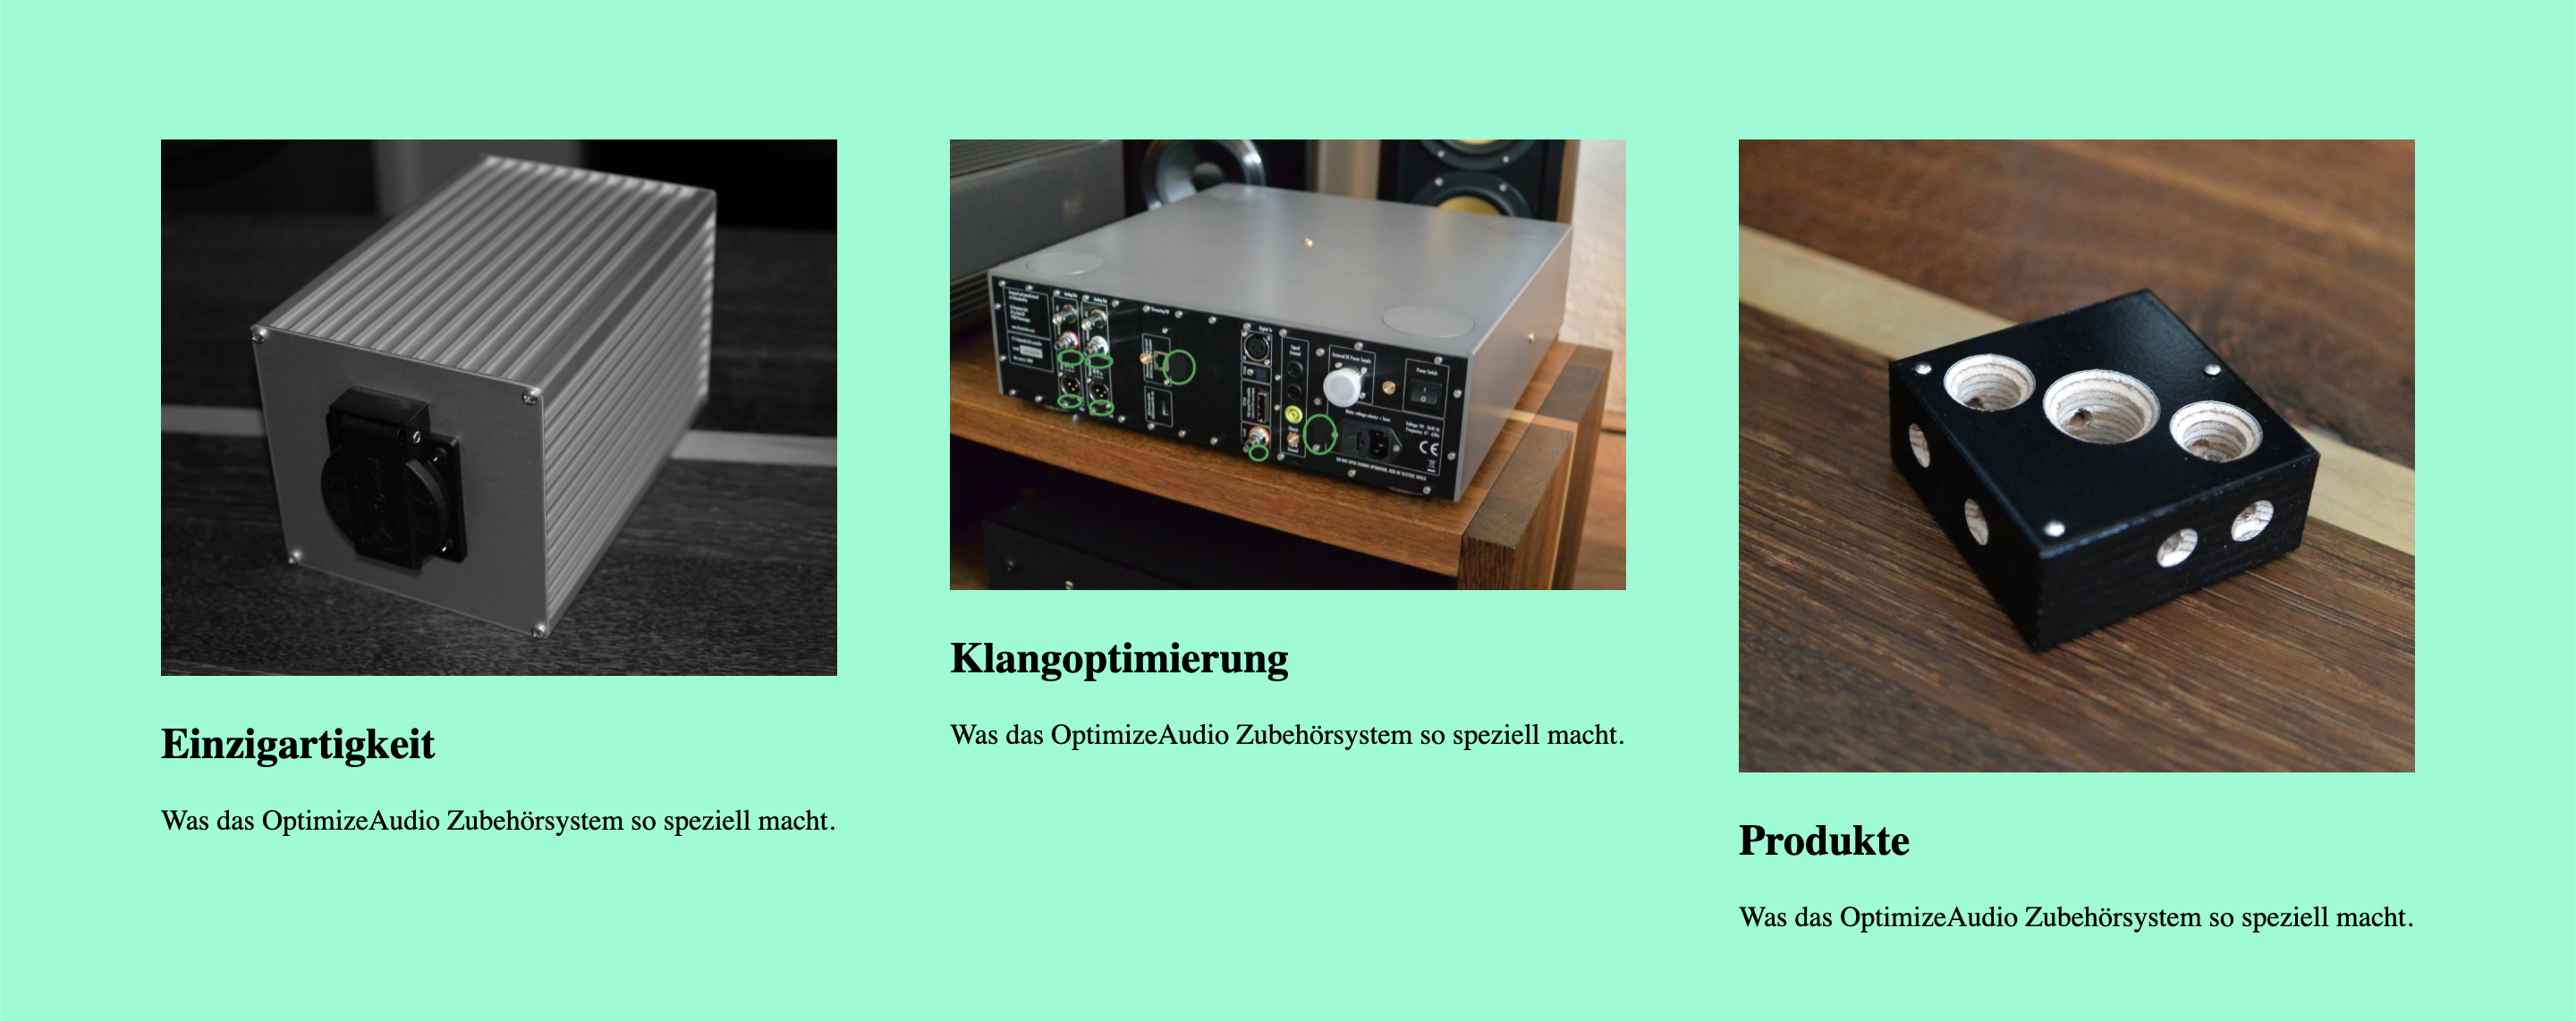 Einzigartigkeit
Was das OptimizeAudio Zubehörsystem so speziell macht.
Klangoptimierung
Was das OptimizeAudio Zubehörsystem so speziell macht.
Produkte
Was das OptimizeAudio Zubehörsystem so speziell macht.